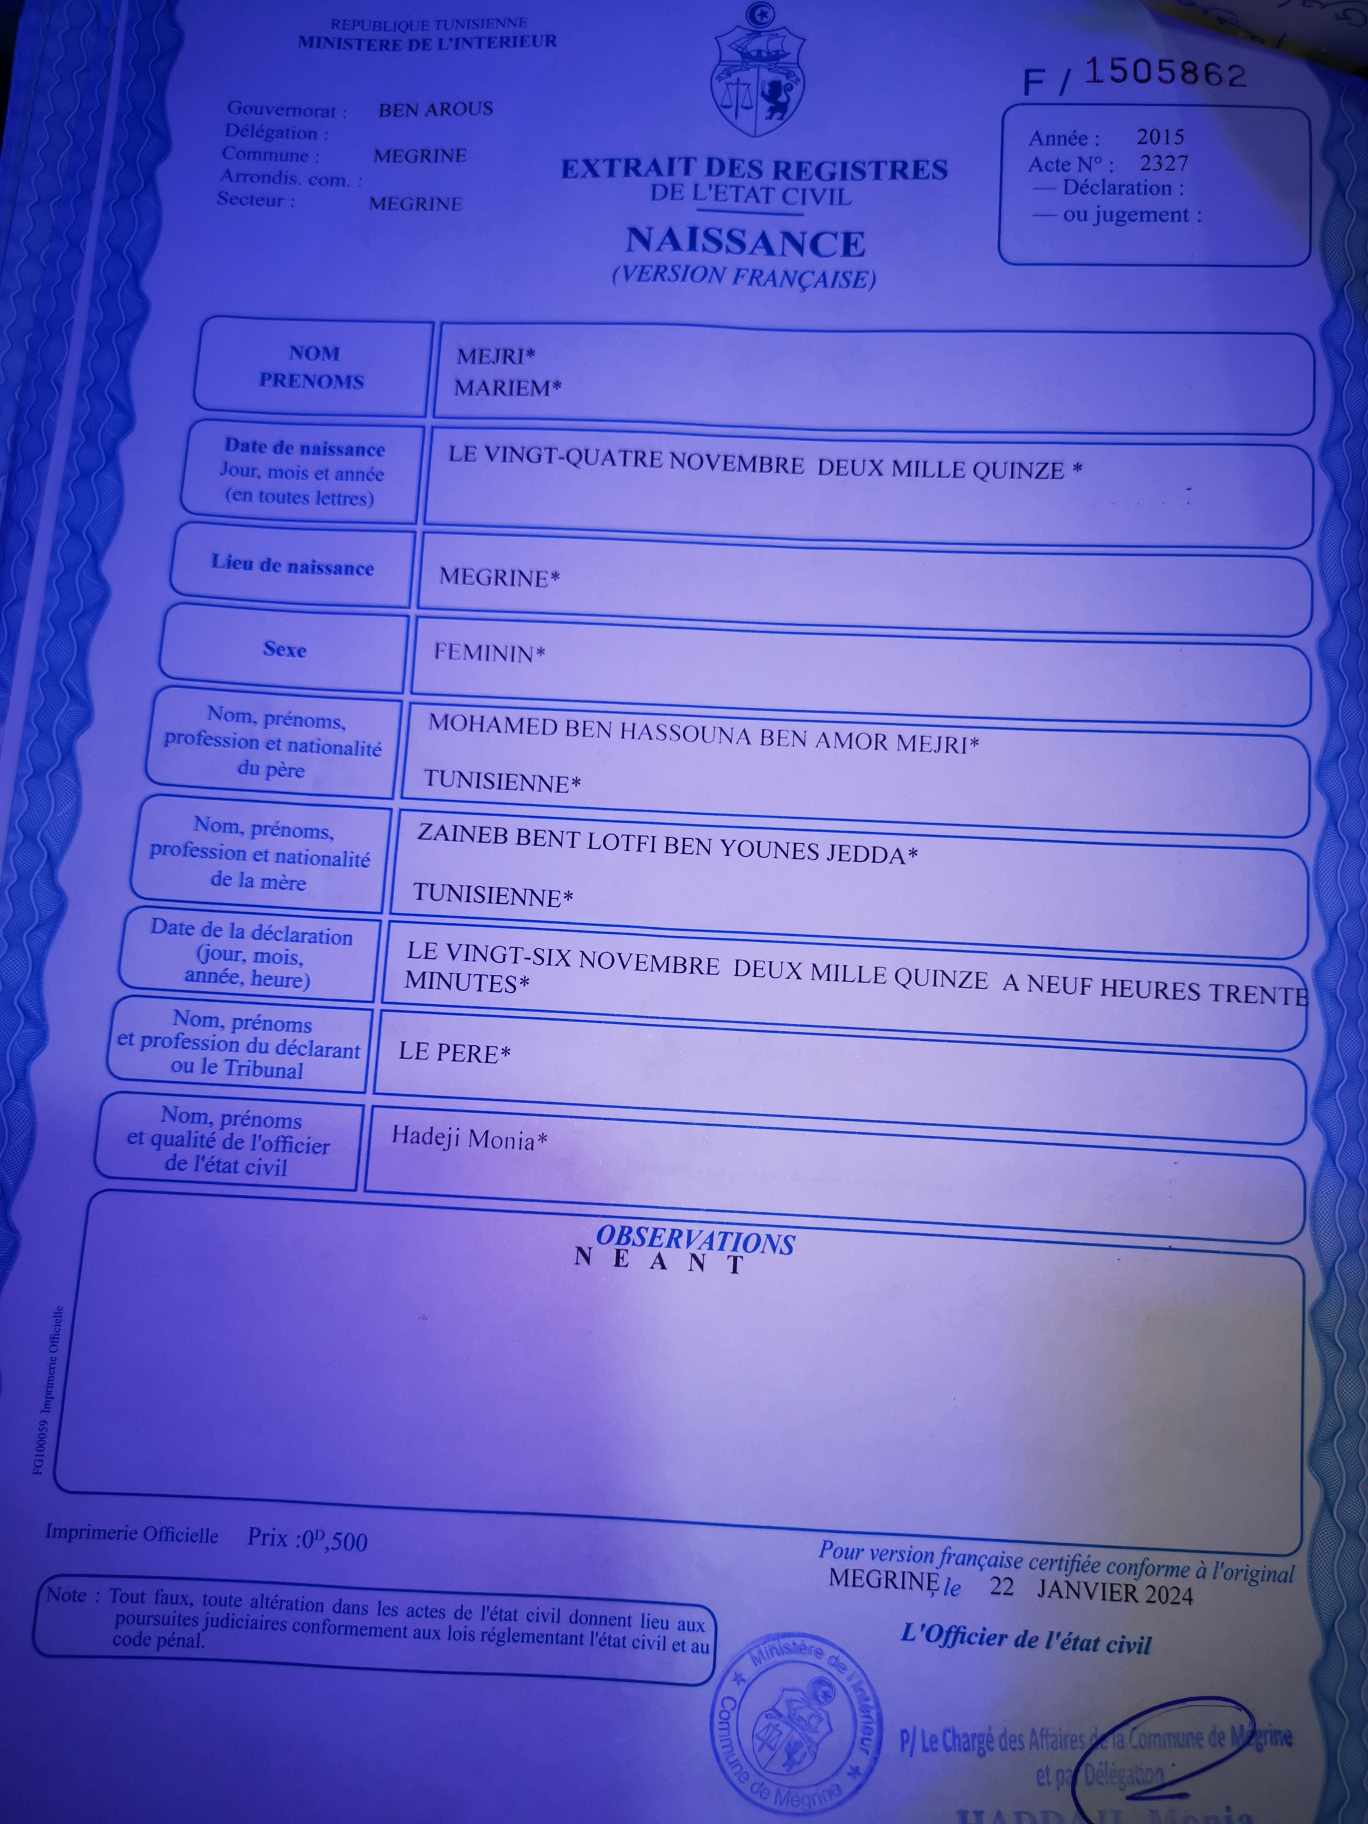 REPUBLIQUE TUNISIENNE
MINISTERE DE L'INTERIEUR
F / 1505862
Gouvernorat : BEN AROUS
Délégation :
Commune : MEGRINE
Arrondis. com. :
Secteur : MEGRINE
EXTRAIT DES REGISTRES
DE L'ETAT CIVIL
NAISSANCE
(VERSION FRANÇAISE)
Année : 2015
Acte N° : 2327
— Déclaration :
— ou jugement :
NOM
PRENOMS
MEJRI*
MARIEM*
Date de naissance
Jour, mois et année
(en toutes lettres)
LE VINGT-QUATRE NOVEMBRE DEUX MILLE QUINZE *
Lieu de naissance
MEGRINE*
Sexe
FEMININ*
Nom, prénoms,
profession et nationalité
du père
MOHAMED BEN HASSOUNA BEN AMOR MEJRI*
TUNISIENNE*
Nom, prénoms,
profession et nationalité
de la mère
ZAINEB BENT LOTFI BEN YOUNES JEDDA*
TUNISIENNE*
Date de la déclaration
(jour, mois,
année, heure)
LE VINGT-SIX NOVEMBRE DEUX MILLE QUINZE A NEUF HEURES TRENTE
MINUTES*
Nom, prénoms
et profession du déclarant
ou le Tribunal
LE PERE*
Nom, prénoms
et qualité de l'officier
de l'état civil
Hadeji Monia*
OBSERVATIONS
N E A N T
FG100059 Imprimerie Officielle
Imprimerie Officielle Prix :0ᴰ,500
Pour version française certifiée conforme à l'original
MEGRINE, le 22 JANVIER 2024
Note : Tout faux, toute altération dans les actes de l'état civil donnent lieu aux
poursuites judiciaires conformement aux lois réglementant l'état civil et au
code pénal.
L'Officier de l'état civil
Ministère de l'Intérieur
Commune de Mégrine
P/ Le Chargé des Affaires de la Commune de Mégrine
et par Délégation
Monia